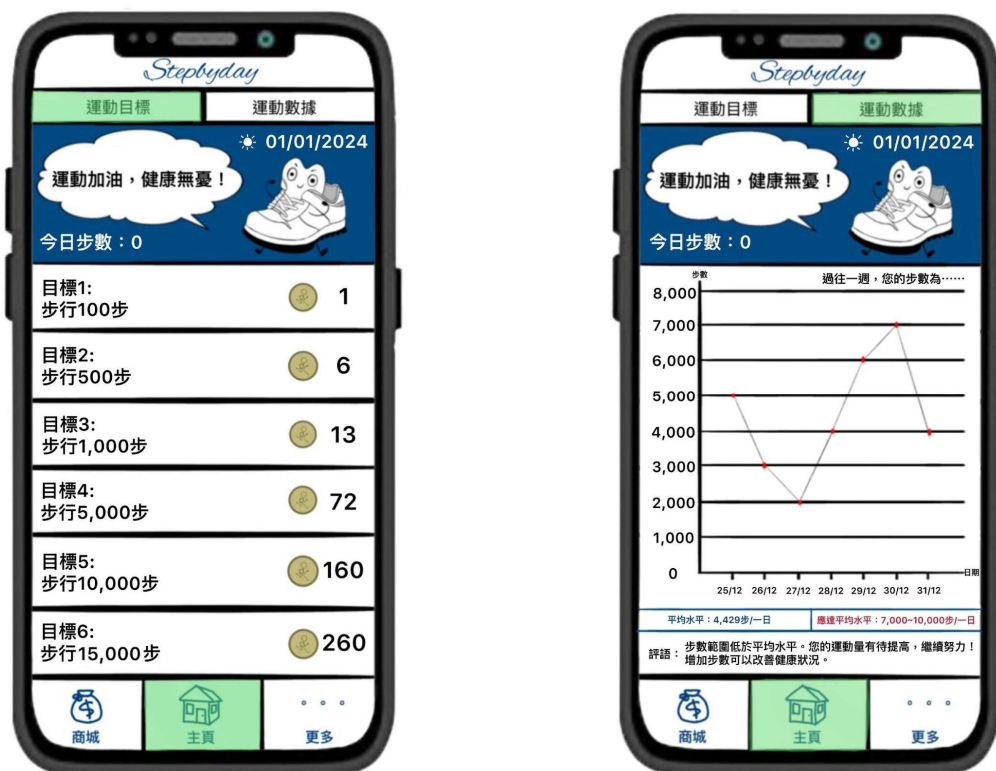 Stepbyday
運動目標
運動數據
01/01/2024
運動加油，健康無憂！
今日步數：0
目標1:
步行100步
1
目標2:
步行500步
6
目標3:
步行1,000步
13
目標4:
步行5,000步
72
目標5:
步行10,000步
160
目標6:
步行15,000步
260
商城
主頁
更多
Stepbyday
運動目標
運動數據
01/01/2024
運動加油，健康無憂！
今日步數：0
步數
過往一週，您的步數為……
8,000
7,000
6,000
5,000
4,000
3,000
2,000
1,000
0
日期
25/12 26/12 27/12 28/12 29/12 30/12 31/12
平均水平：4,429步/一日
應達平均水平：7,000~10,000步/一日
評語：步數範圍低於平均水平。您的運動量有待提高，繼續努力！
增加步數可以改善健康狀況。
商城
主頁
更多